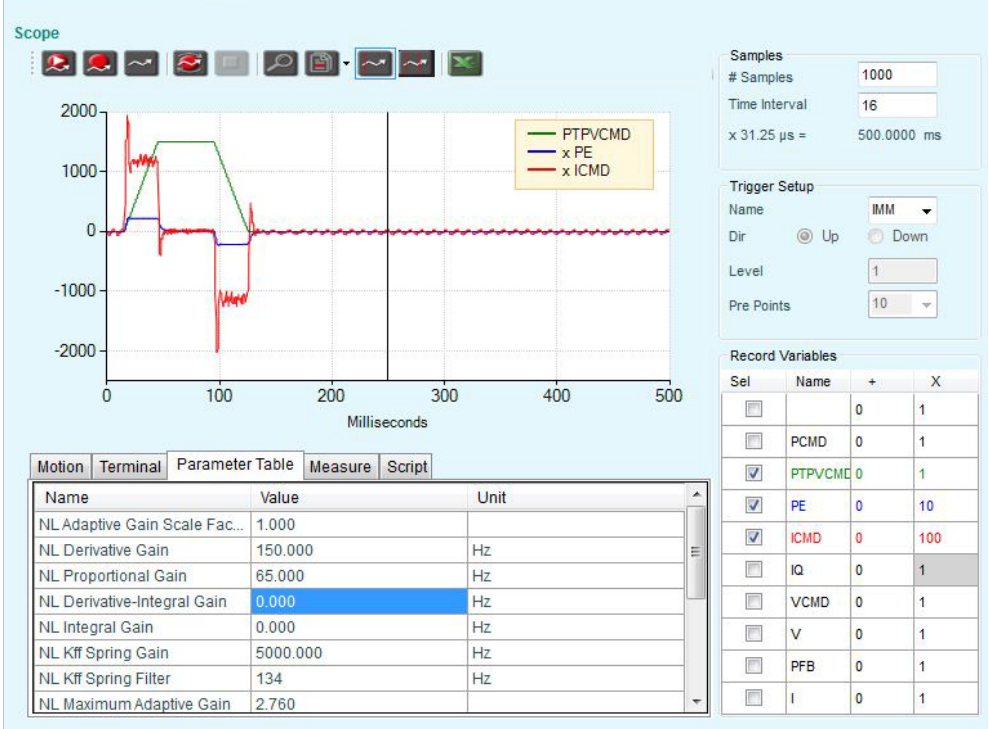 Scope
2000
1000
0
-1000
-2000
PTPVCMD
x PE
x ICMD
0 100 200 300 400 500
Milliseconds
Motion Terminal Parameter Table Measure Script
Name Value Unit
NL Adaptive Gain Scale Fac... 1.000
NL Derivative Gain 150.000 Hz
NL Proportional Gain 65.000 Hz
NL Derivative-Integral Gain 0.000 Hz
NL Integral Gain 0.000 Hz
NL Kff Spring Gain 5000.000 Hz
NL Kff Spring Filter 134 Hz
NL Maximum Adaptive Gain 2.760
Samples
# Samples 1000
Time Interval 16
x 31.25 µs = 500.0000 ms
Trigger Setup
Name IMM
Dir Up Down
Level 1
Pre Points 10
Record Variables
Sel Name + X
0 1
PCMD 0 1
PTPVCMD 0 1
PE 0 10
ICMD 0 100
IQ 0 1
VCMD 0 1
V 0 1
PFB 0 1
I 0 1